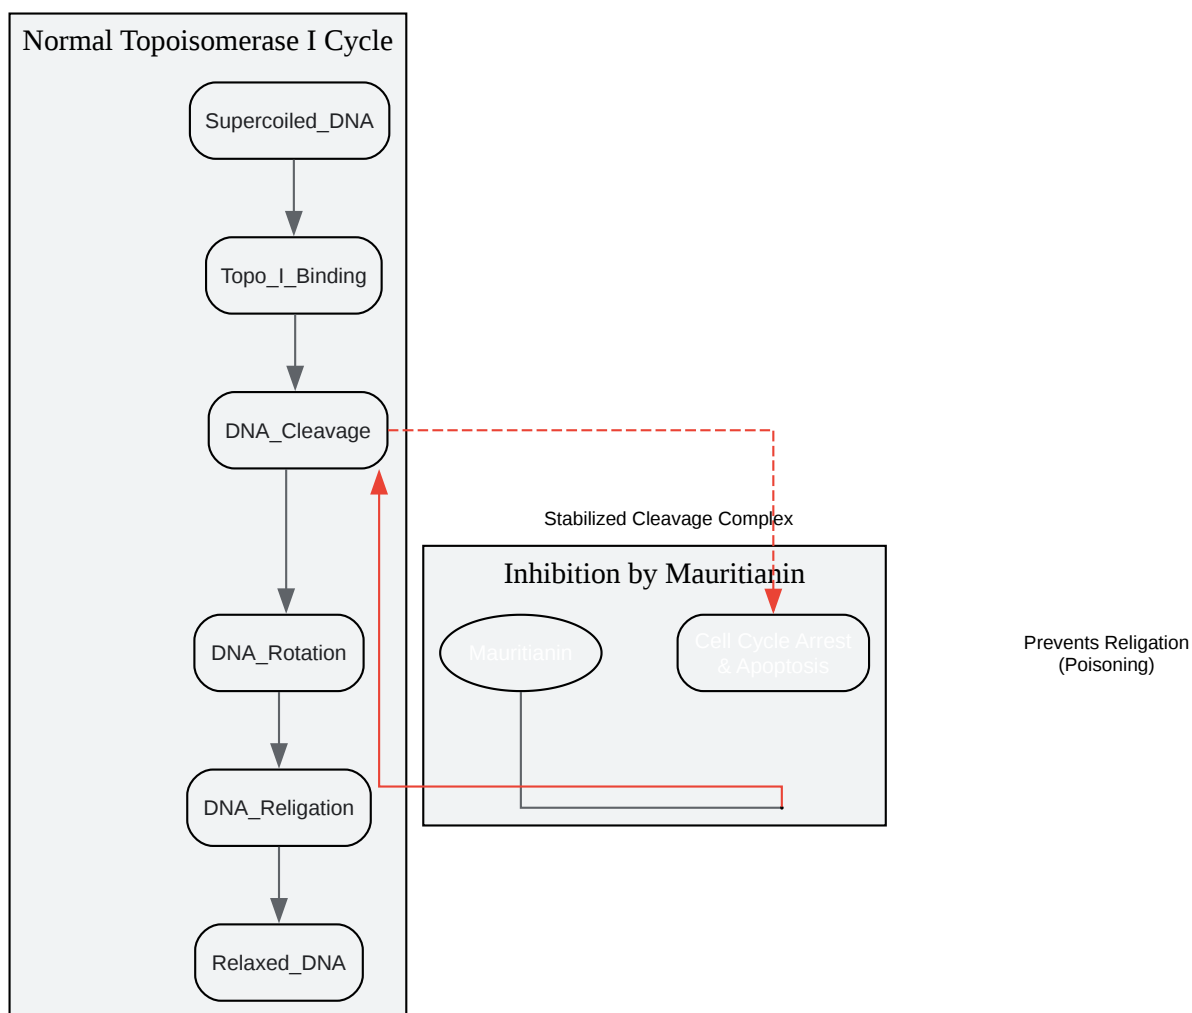 Normal Topoisomerase I Cycle
Supercoiled_DNA
Topo_I_Binding
DNA_Cleavage
DNA_Rotation
DNA_Religation
Relaxed_DNA
Stabilized Cleavage Complex
Inhibition by Mauritianin
Mauritianin
Cell Cycle Arrest
& Apoptosis
Prevents Religation
(Poisoning)